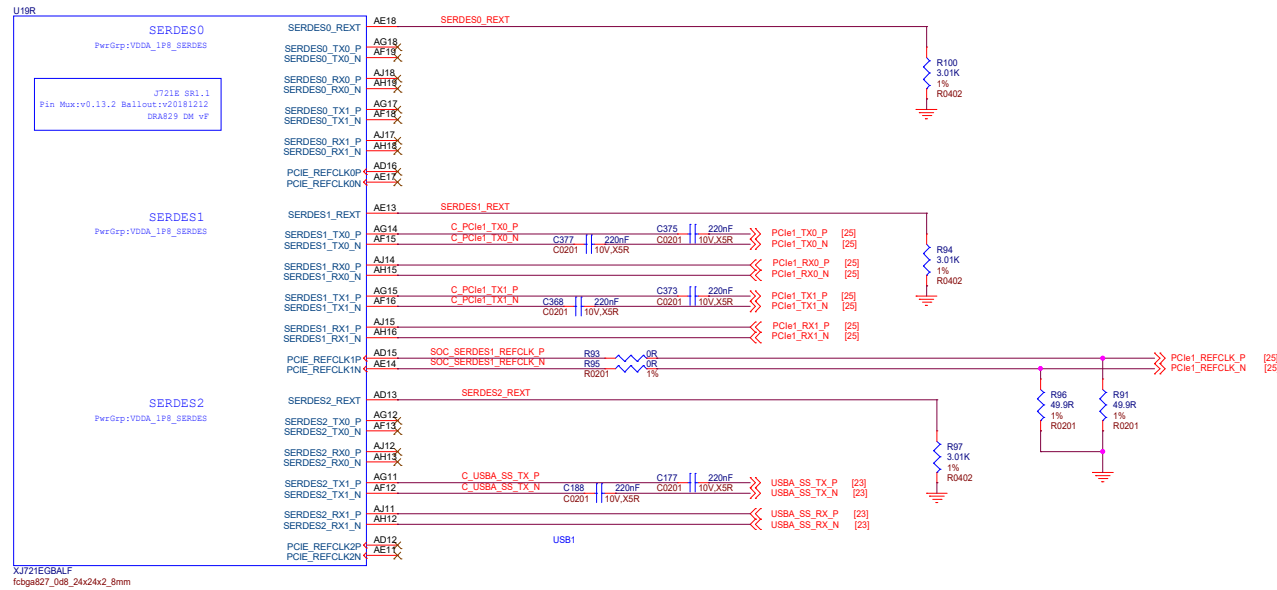 U19R
SERDES0
PwrGrp:VDDA_1P8_SERDES
J721E SR1.1
Pin Mux:v0.13.2 Ballout:v20181212
DRA829 DM vF
SERDES0_REXT AE18 SERDES0_REXT
SERDES0_TX0_P AG18
SERDES0_TX0_N AF19
SERDES0_RX0_P AJ18
SERDES0_RX0_N AH19
SERDES0_TX1_P AG17
SERDES0_TX1_N AF18
SERDES0_RX1_P AJ17
SERDES0_RX1_N AH18
PCIE_REFCLK0P AD16
PCIE_REFCLK0N AE17
R100
3.01K
1%
R0402
SERDES1
PwrGrp:VDDA_1P8_SERDES
SERDES1_REXT AE13 SERDES1_REXT
SERDES1_TX0_P AG14 C_PCIe1_TX0_P C375 220nF PCIe1_TX0_P [25]
C0201 10V,X5R
SERDES1_TX0_N AF15 C_PCIe1_TX0_N C377 220nF PCIe1_TX0_N [25]
C0201 10V,X5R
SERDES1_RX0_P AJ14 PCIe1_RX0_P [25]
SERDES1_RX0_N AH15 PCIe1_RX0_N [25]
SERDES1_TX1_P AG15 C_PCIe1_TX1_P C373 220nF PCIe1_TX1_P [25]
C0201 10V,X5R
SERDES1_TX1_N AF16 C_PCIe1_TX1_N C368 220nF PCIe1_TX1_N [25]
C0201 10V,X5R
SERDES1_RX1_P AJ15 PCIe1_RX1_P [25]
SERDES1_RX1_N AH16 PCIe1_RX1_N [25]
PCIE_REFCLK1P AD15 SOC_SERDES1_REFCLK_P R93 0R PCIe1_REFCLK_P [25]
PCIE_REFCLK1N AE14 SOC_SERDES1_REFCLK_N R95 0R PCIe1_REFCLK_N [25]
R0201 1%
R94
3.01K
1%
R0402
R96
49.9R
1%
R0201
R91
49.9R
1%
R0201
SERDES2
PwrGrp:VDDA_1P8_SERDES
SERDES2_REXT AD13 SERDES2_REXT
SERDES2_TX0_P AG12
SERDES2_TX0_N AF13
SERDES2_RX0_P AJ12
SERDES2_RX0_N AH13
SERDES2_TX1_P AG11 C_USBA_SS_TX_P C177 220nF USBA_SS_TX_P [23]
C0201 10V,X5R
SERDES2_TX1_N AF12 C_USBA_SS_TX_N C188 220nF USBA_SS_TX_N [23]
C0201 10V,X5R
SERDES2_RX1_P AJ11 USBA_SS_RX_P [23]
SERDES2_RX1_N AH12 USBA_SS_RX_N [23]
PCIE_REFCLK2P AD12
PCIE_REFCLK2N AE11
R97
3.01K
1%
R0402
USB1
XJ721EGBALF
fcbga827_0d8_24x24x2_8mm